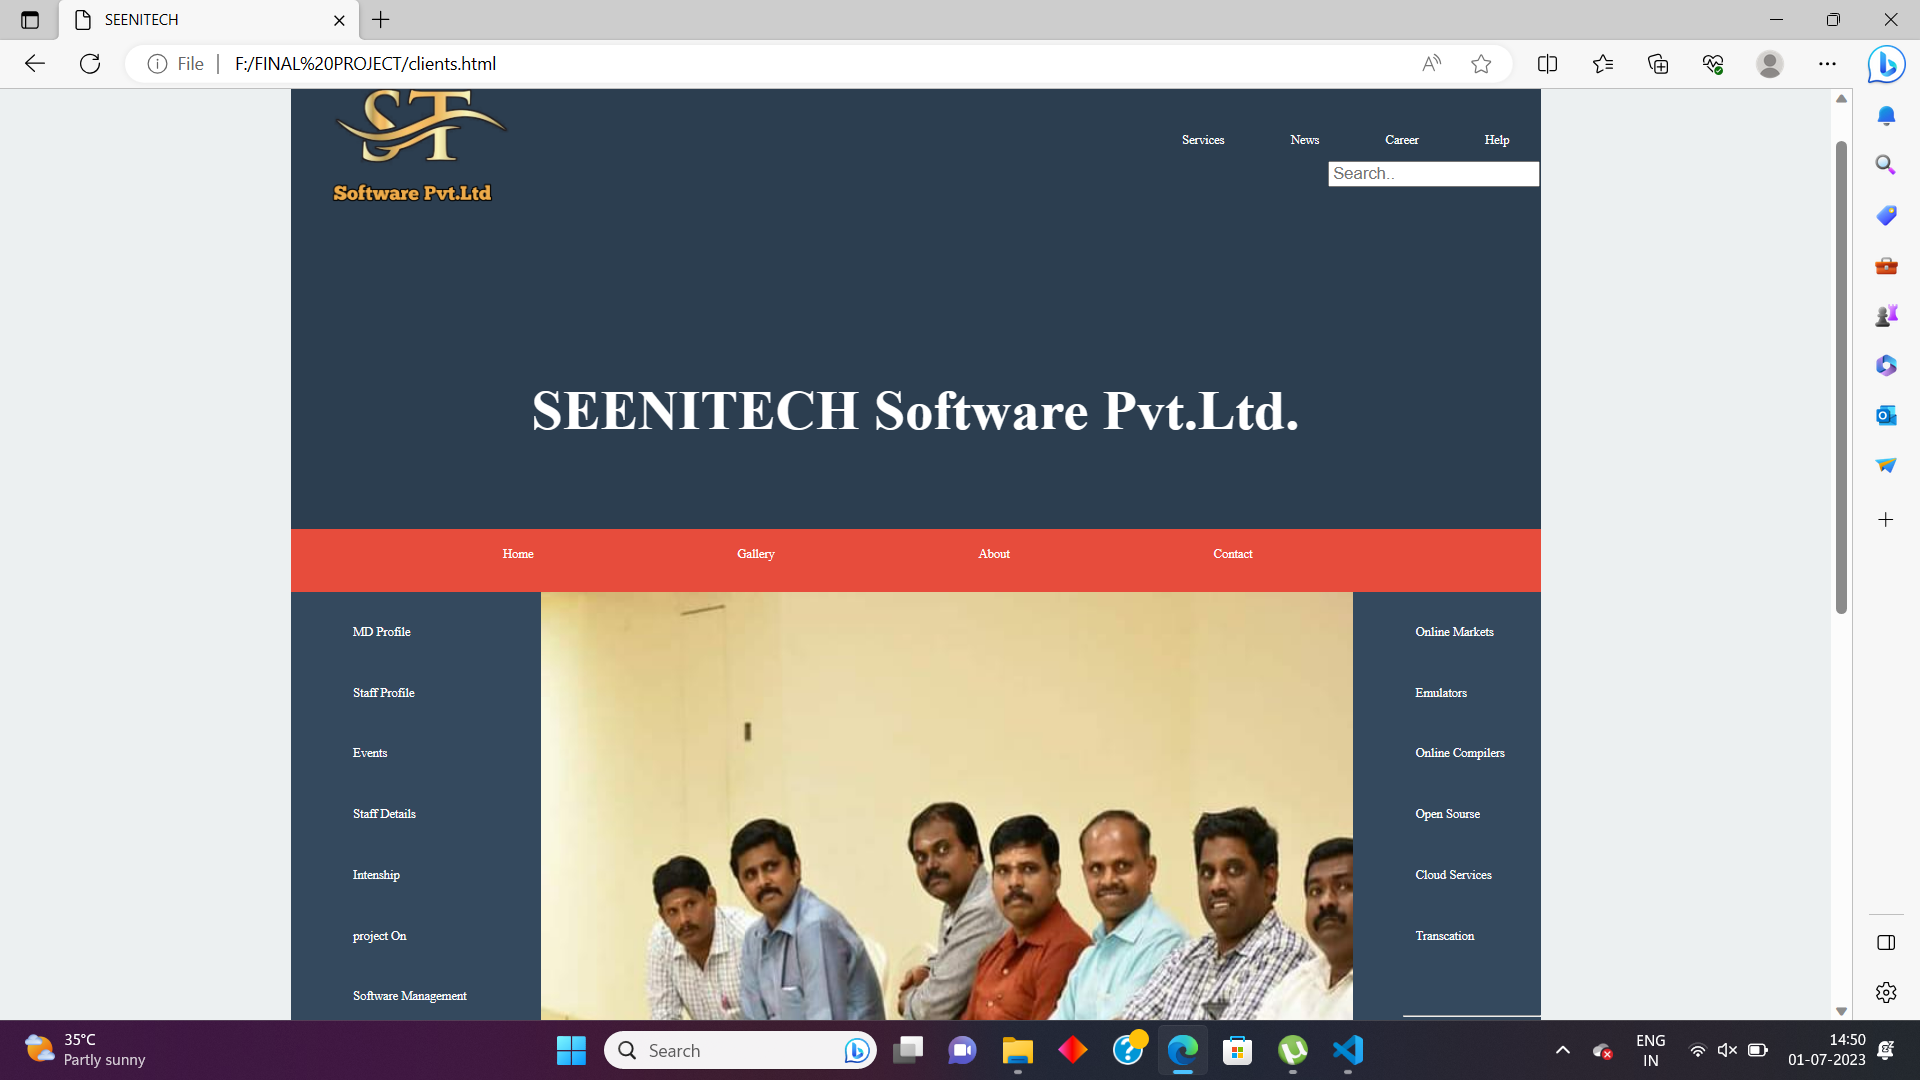 SEENITECH
File
F:/FINAL%20PROJECT/clients.html
ST
Software Pvt.Ltd
Services News Career Help
Search..
SEENITECH Software Pvt.Ltd.
Home Gallery About Contact
MD Profile
Staff Profile
Events
Staff Details
Intenship
project On
Software Management
Online Markets
Emulators
Online Compilers
Open Sourse
Cloud Services
Transcation
35°C
Partly sunny
Search
ENG
IN
14:50
01-07-2023